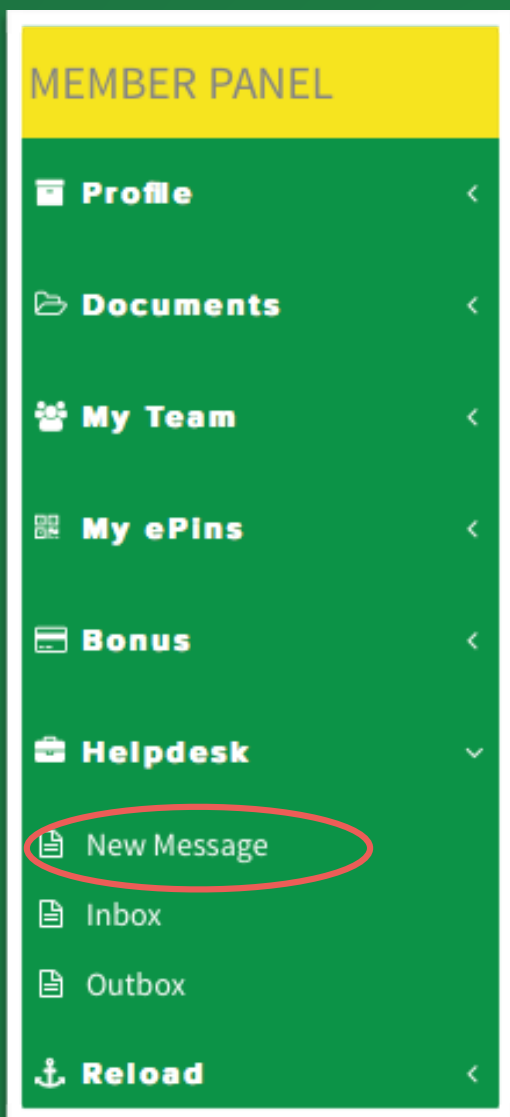 MEMBER PANEL
Profile
Documents
My Team
My ePins
Bonus
Helpdesk
New Message
Inbox
Outbox
Reload